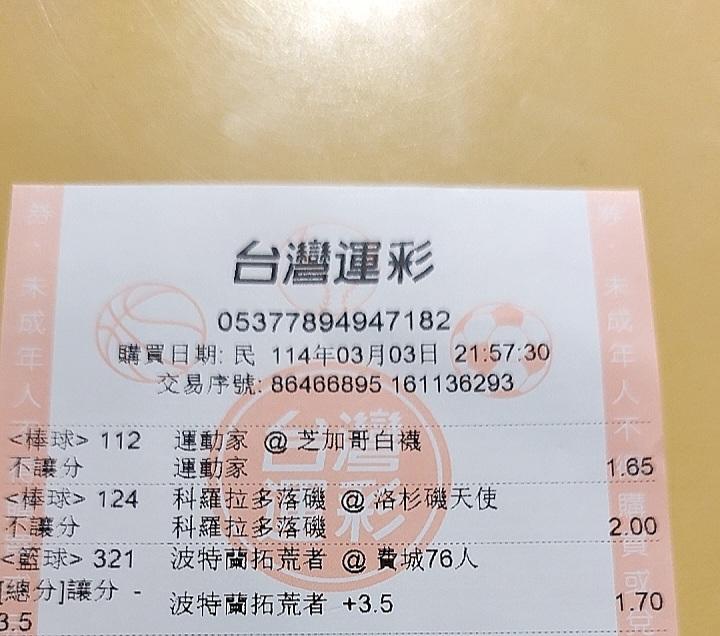 台灣運彩
05377894947182
購買日期: 民 114年03月03日 21:57:30
交易序號: 86466895 161136293
<棒球> 112 運動家 @ 芝加哥白襪
不讓分 運動家 1.65
<棒球> 124 科羅拉多落磯 @ 洛杉磯天使
不讓分 科羅拉多落磯 2.00
<籃球> 321 波特蘭拓荒者 @ 費城76人
[總分]讓分 - 波特蘭拓荒者 +3.5 1.70
3.5
台灣
運彩
券.未成年人不
券.未成年人不 購買或